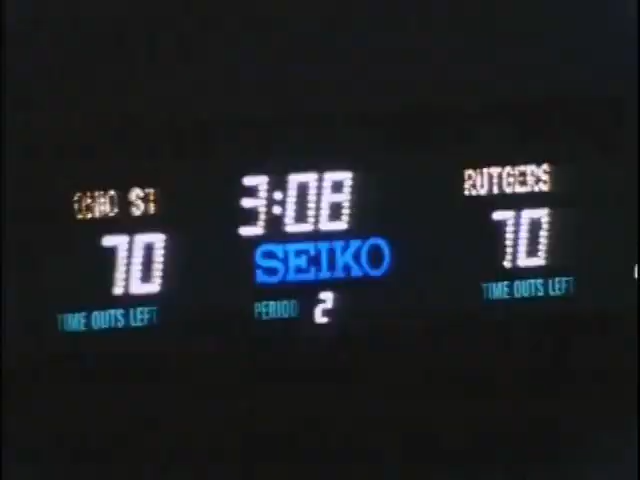 OHIO ST
3:08
RUTGERS
70
SEIKO
70
TIME OUTS LEFT
PERIOD 2
TIME OUTS LEFT